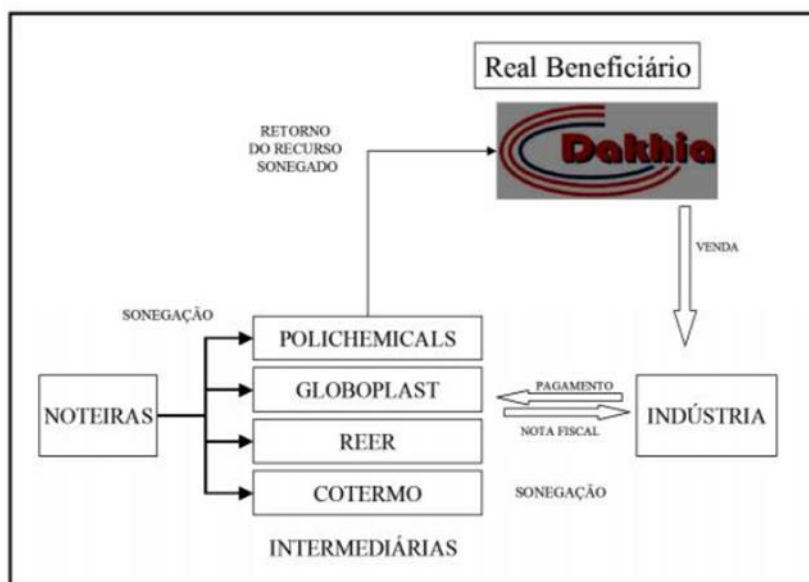 Real Beneficiário
Dakhia
RETORNO
DO RECURSO
SONEGADO
VENDA
SONEGAÇÃO
POLICHEMICALS
GLOBOPLAST
REER
COTERMO
NOTEIRAS
PAGAMENTO
NOTA FISCAL
INDÚSTRIA
SONEGAÇÃO
INTERMEDIÁRIAS